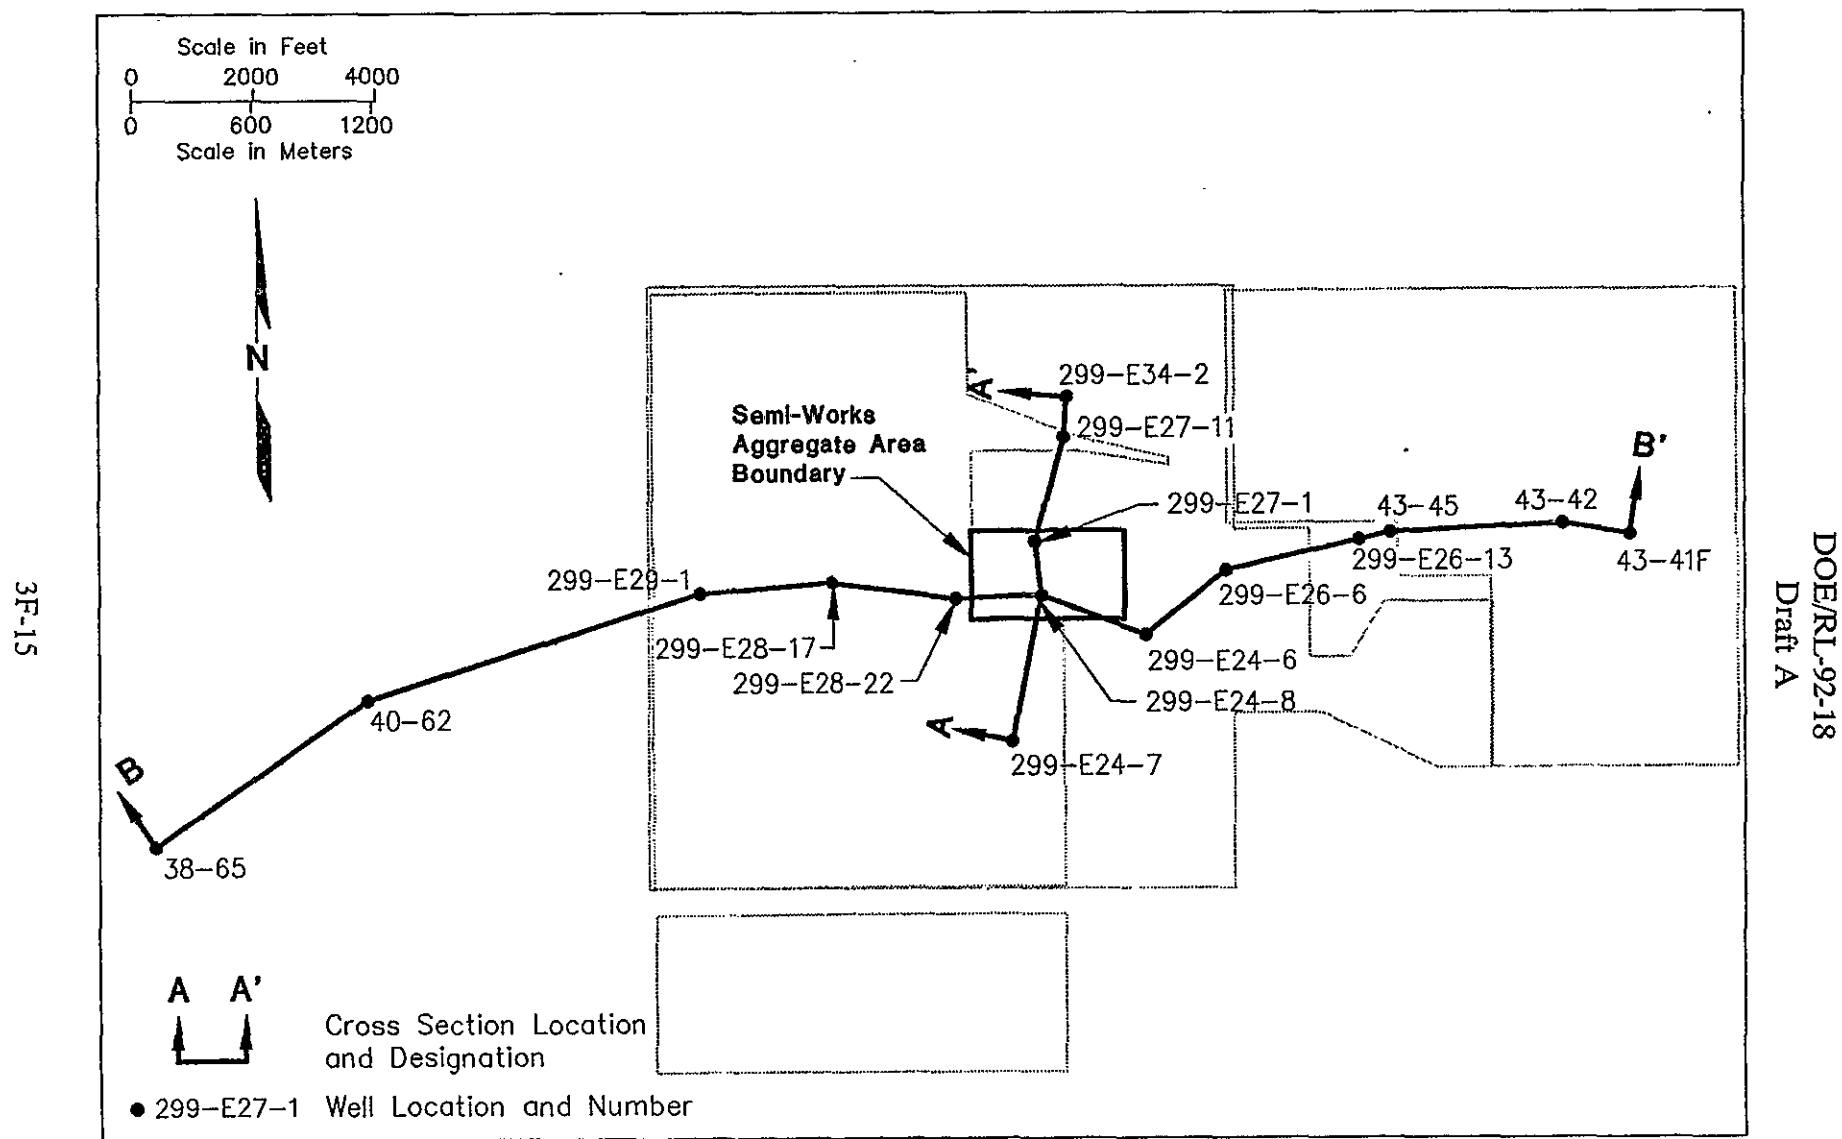 Scale in Feet
0 2000 4000
0 600 1200
Scale in Meters
N
A'
299-E34-2
299-E27-11
Semi-Works
Aggregate Area
Boundary
B'
299-E27-1
43-45
43-42
299-E26-13
43-41F
299-E29-1
299-E26-6
299-E28-17
299-E24-6
299-E28-22
299-E24-8
40-62
A
299-E24-7
B
38-65
A A'
Cross Section Location
and Designation
299-E27-1 Well Location and Number
3F-15
DOE/RL-92-18
Draft A